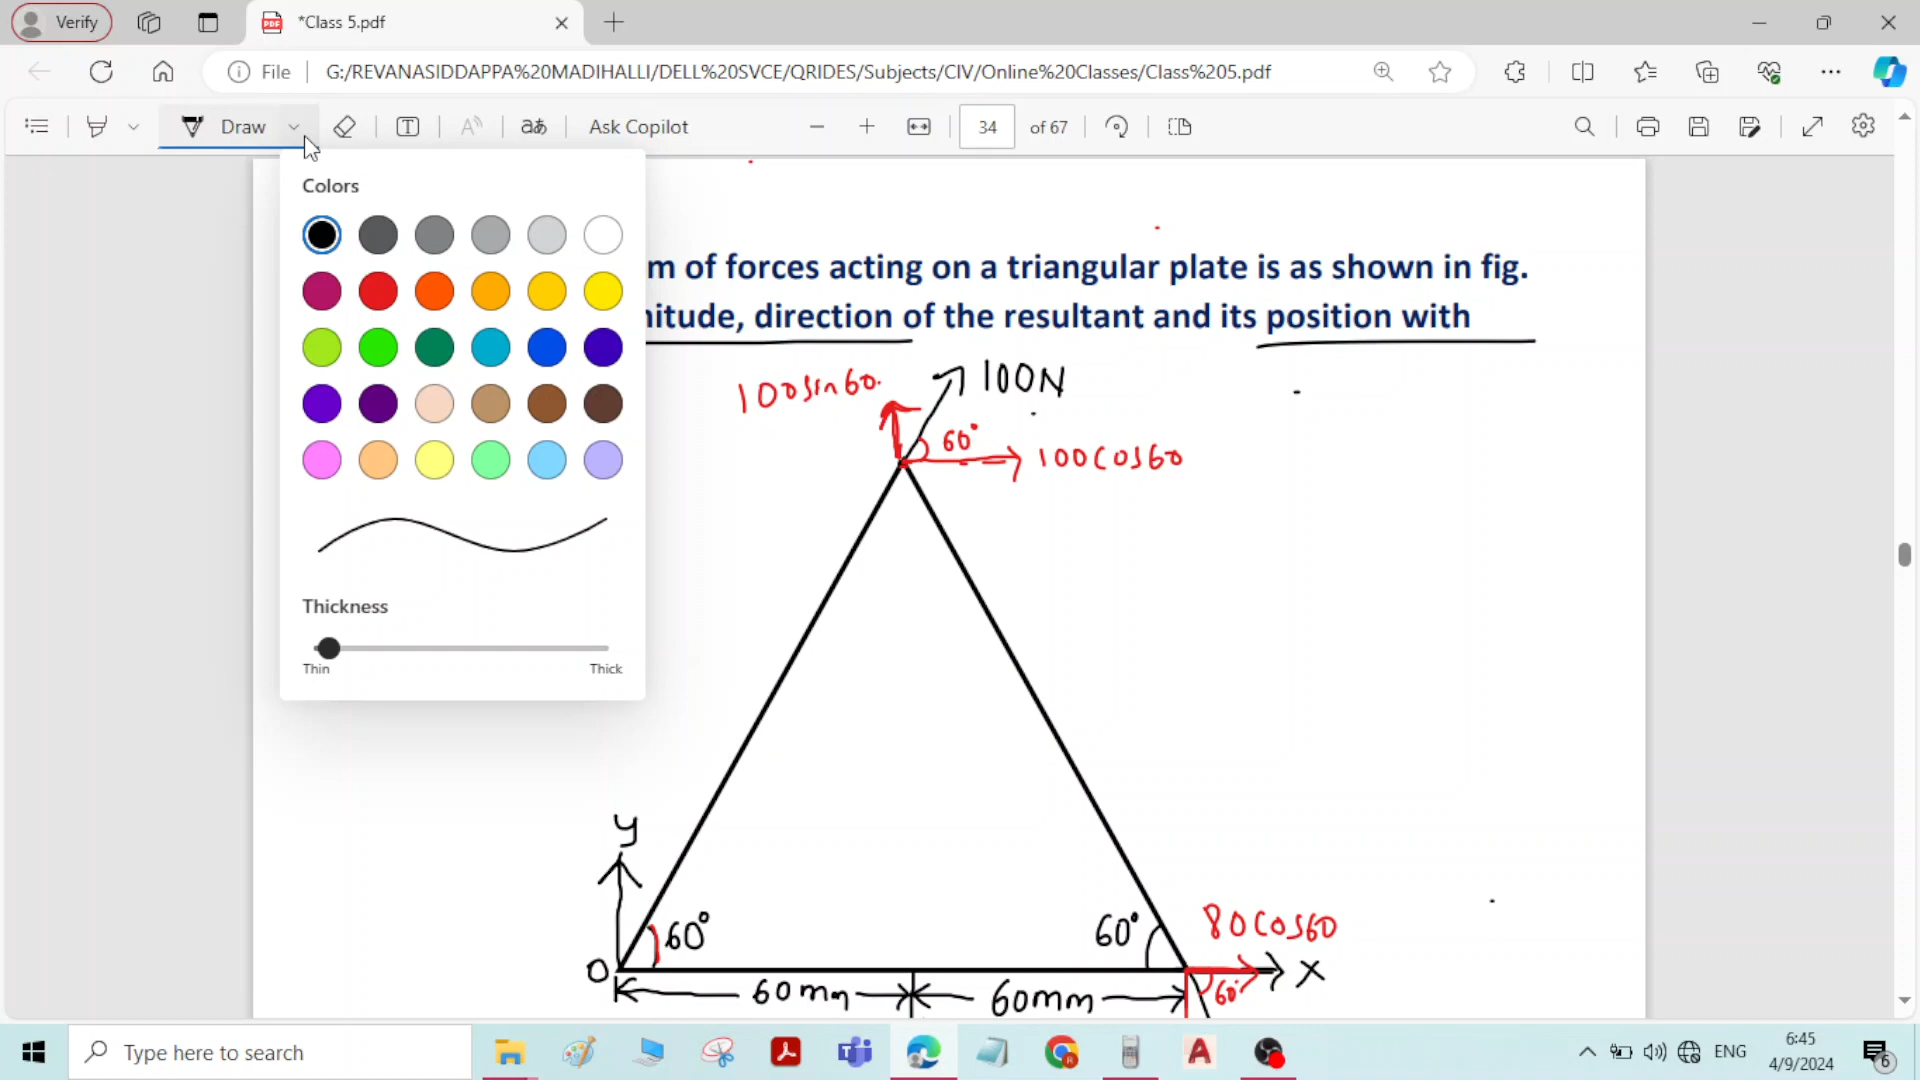 Verify
*Class 5.pdf
File
G:/REVANASIDDAPPA%20MADIHALLI/DELL%20SVCE/QRIDES/Subjects/CIV/Online%20Classes/Class%205.pdf
Draw
Ask Copilot
34 of 67
Colors
Thickness
Thin Thick
m of forces acting on a triangular plate is as shown in fig.
nitude, direction of the resultant and its position with
100N
100sin60.
60°
100cos60
y
60°
60°
80cos60
O
X
60°
60mm
60mm
Type here to search
ENG
6:45
4/9/2024
6